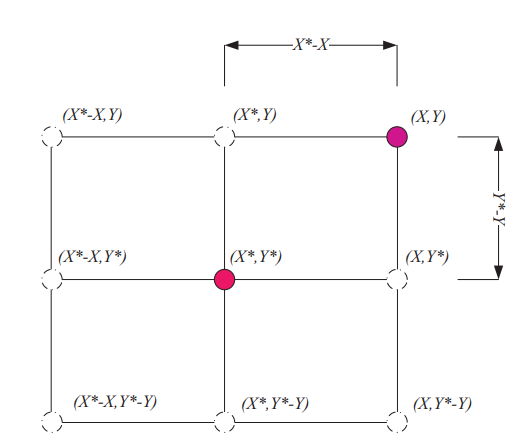 X*-X
(X*-X,Y)
(X*,Y)
(X,Y)
Y*-Y
(X*-X,Y*)
(X*,Y*)
(X,Y*)
(X*-X,Y*-Y)
(X*,Y*-Y)
(X,Y*-Y)